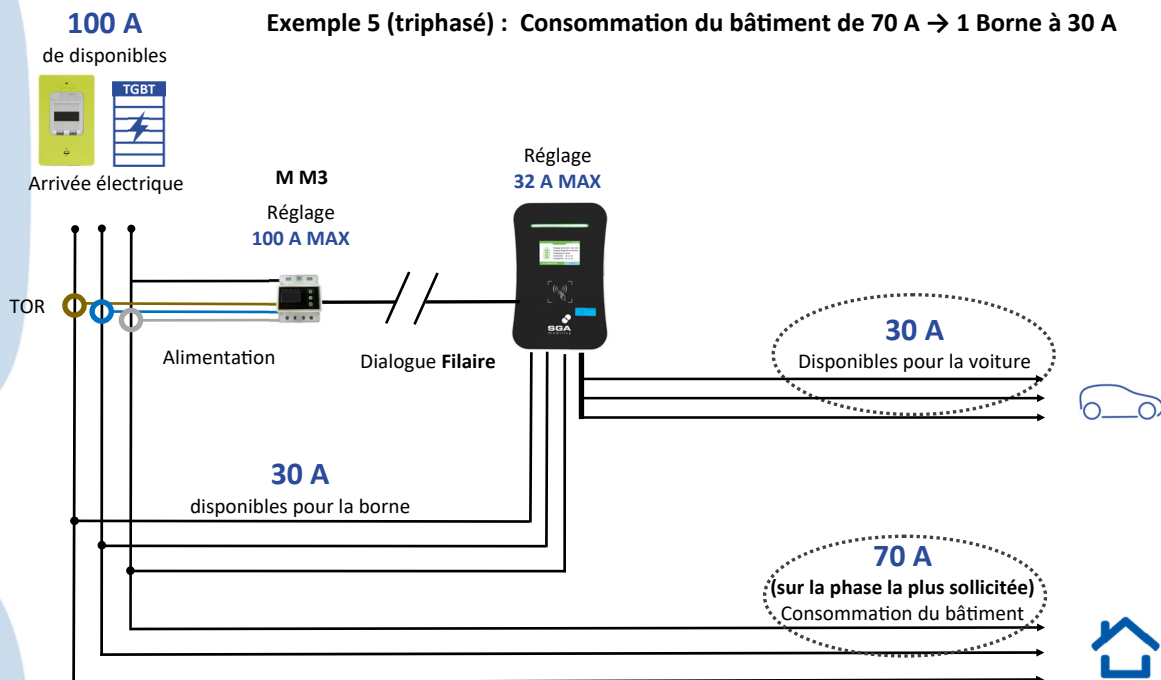 100 A
de disponibles
Exemple 5 (triphasé) : Consommation du bâtiment de 70 A → 1 Borne à 30 A
TGBT
Arrivée électrique
M M3
Réglage
100 A MAX
Réglage
32 A MAX
TOR
Alimentation
Dialogue Filaire
SGA
mobility
30 A
Disponibles pour la voiture
30 A
disponibles pour la borne
70 A
(sur la phase la plus sollicitée)
Consommation du bâtiment